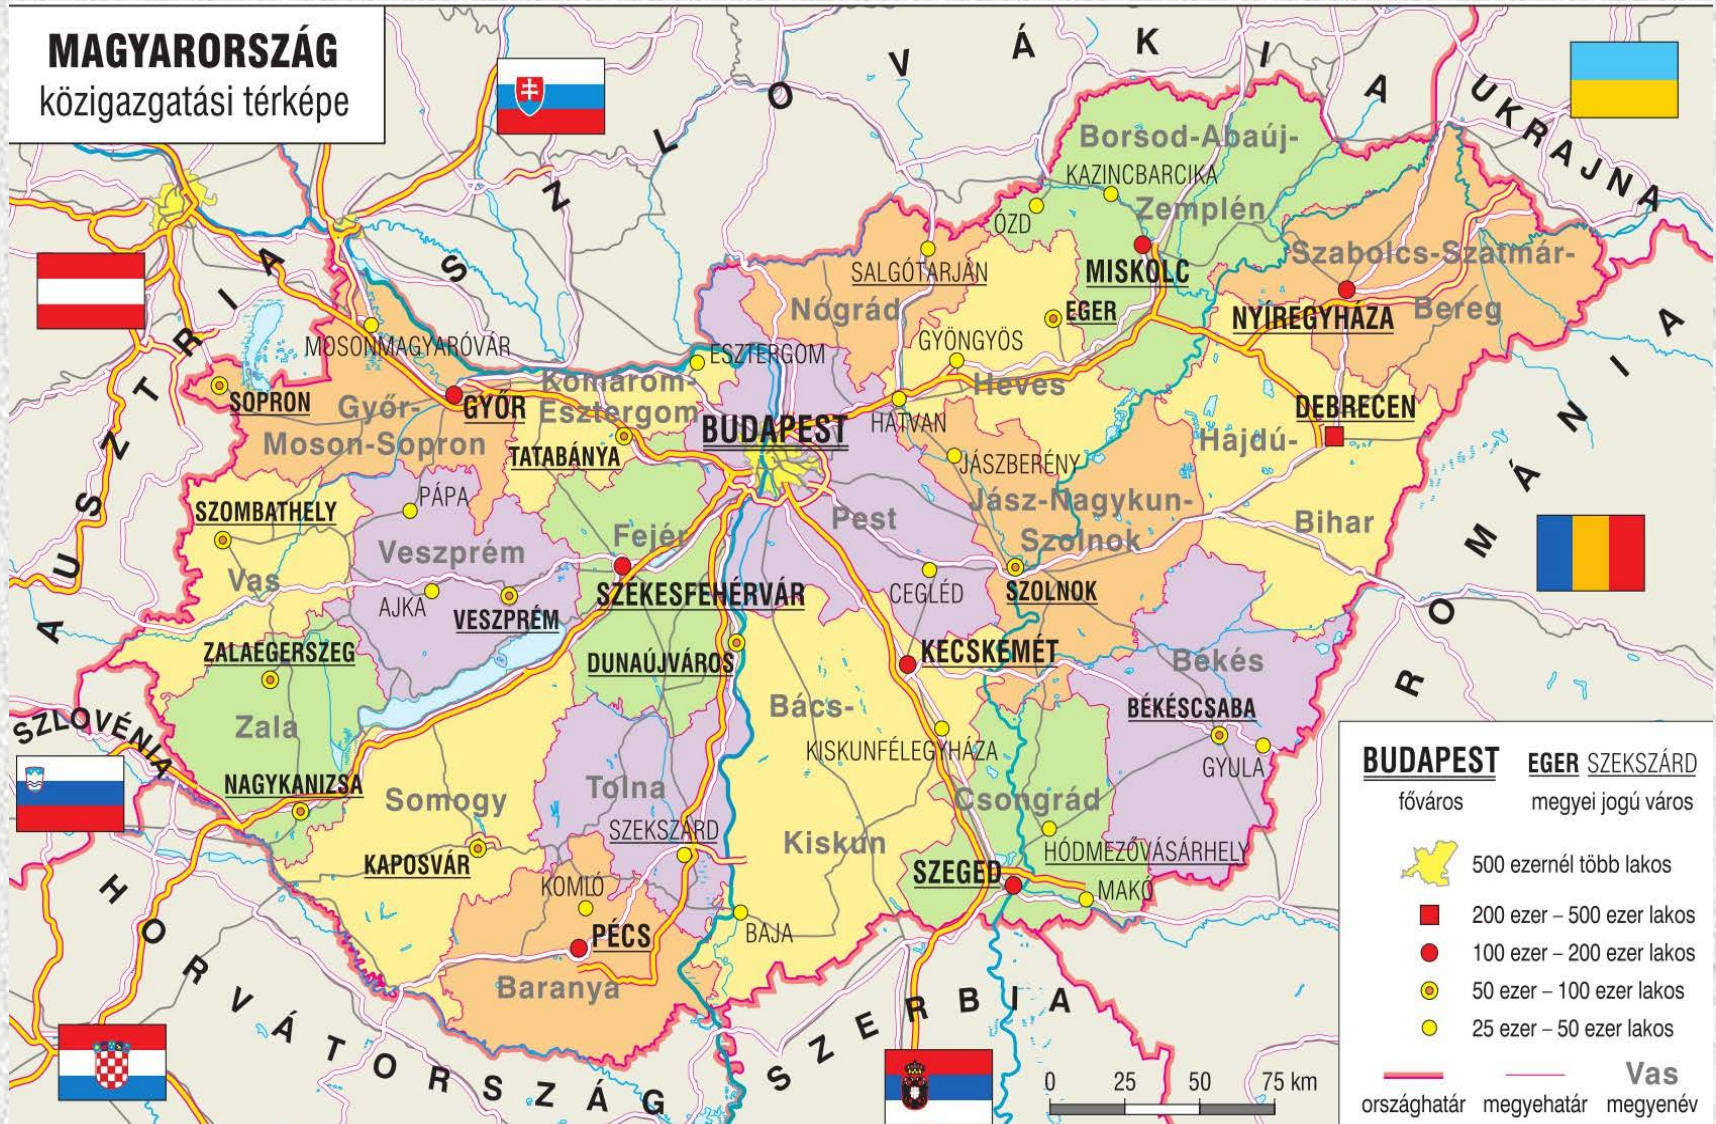 MAGYARORSZÁG
közigazgatási térképe
SZLOVÁKIA
UKRAJNA
AUSZTRIA
ROMÁNIA
SZLOVÉNIA
HORVÁTORSZÁG
SZERBIA
Borsod-Abaúj-
Zemplén
KAZINCBARCIKA
ÓZD
MISKOLC
Szabolcs-Szatmár-
Bereg
NYÍREGYHÁZA
SALGÓTARJÁN
Nógrád
EGER
GYÖNGYÖS
Heves
HATVAN
MOSONMAGYARÓVÁR
SOPRON
Győr-
Moson-Sopron
GYŐR
ESZTERGOM
Komárom-
Esztergom
TATABÁNYA
BUDAPEST
Pest
CEGLÉD
JÁSZBERÉNY
Jász-Nagykun-
Szolnok
SZOLNOK
DEBRECEN
Hajdú-
Bihar
SZOMBATHELY
Vas
PÁPA
Veszprém
AJKA
VESZPRÉM
Fejér
SZÉKESFEHÉRVÁR
DUNAÚJVÁROS
ZALAEGERSZEG
Zala
NAGYKANIZSA
Somogy
KAPOSVÁR
Tolna
SZEKSZÁRD
KOMLÓ
PÉCS
Baranya
KECSKEMÉT
Bács-
Kiskun
KISKUNFÉLEGYHÁZA
BAJA
Békés
BÉKÉSCSABA
GYULA
Csongrád
HÓDMEZŐVÁSÁRHELY
SZEGED
MAKÓ
BUDAPEST EGER SZEKSZÁRD
főváros megyei jogú város
500 ezernél több lakos
200 ezer – 500 ezer lakos
100 ezer – 200 ezer lakos
50 ezer – 100 ezer lakos
25 ezer – 50 ezer lakos
Vas
országhatár megyehatár megyenév
0 25 50 75 km